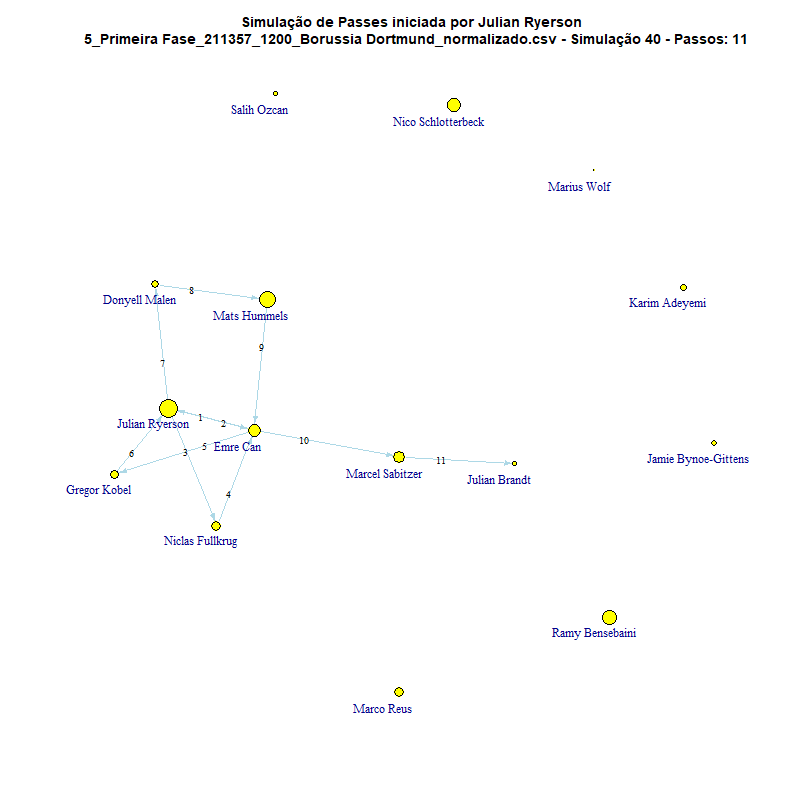 Simulação de Passes iniciada por Julian Ryerson
5_Primeira Fase_211357_1200_Borussia Dortmund_normalizado.csv - Simulação 40 - Passos: 11
Salih Ozcan
Nico Schlotterbeck
Marius Wolf
Donyell Malen
8
Mats Hummels
Karim Adeyemi
9
7
Julian Ryerson
1
2
Emre Can
10
5
6
3
Marcel Sabitzer
11
Julian Brandt
Jamie Bynoe-Gittens
Gregor Kobel
4
Niclas Fullkrug
Ramy Bensebaini
Marco Reus